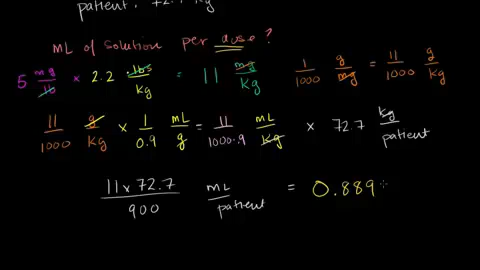 patient : 72.7 kg
mL of solution per dose ?
5 mg/lb × 2.2 lbs/kg = 11 mg/kg 1/1000 g/mg = 11/1000 g/kg
11/1000 g/kg × 1/0.9 mL/g = 11/1000·.9 mL/kg × 72.7 kg/patient
11 × 72.7/900 mL/patient = 0.889